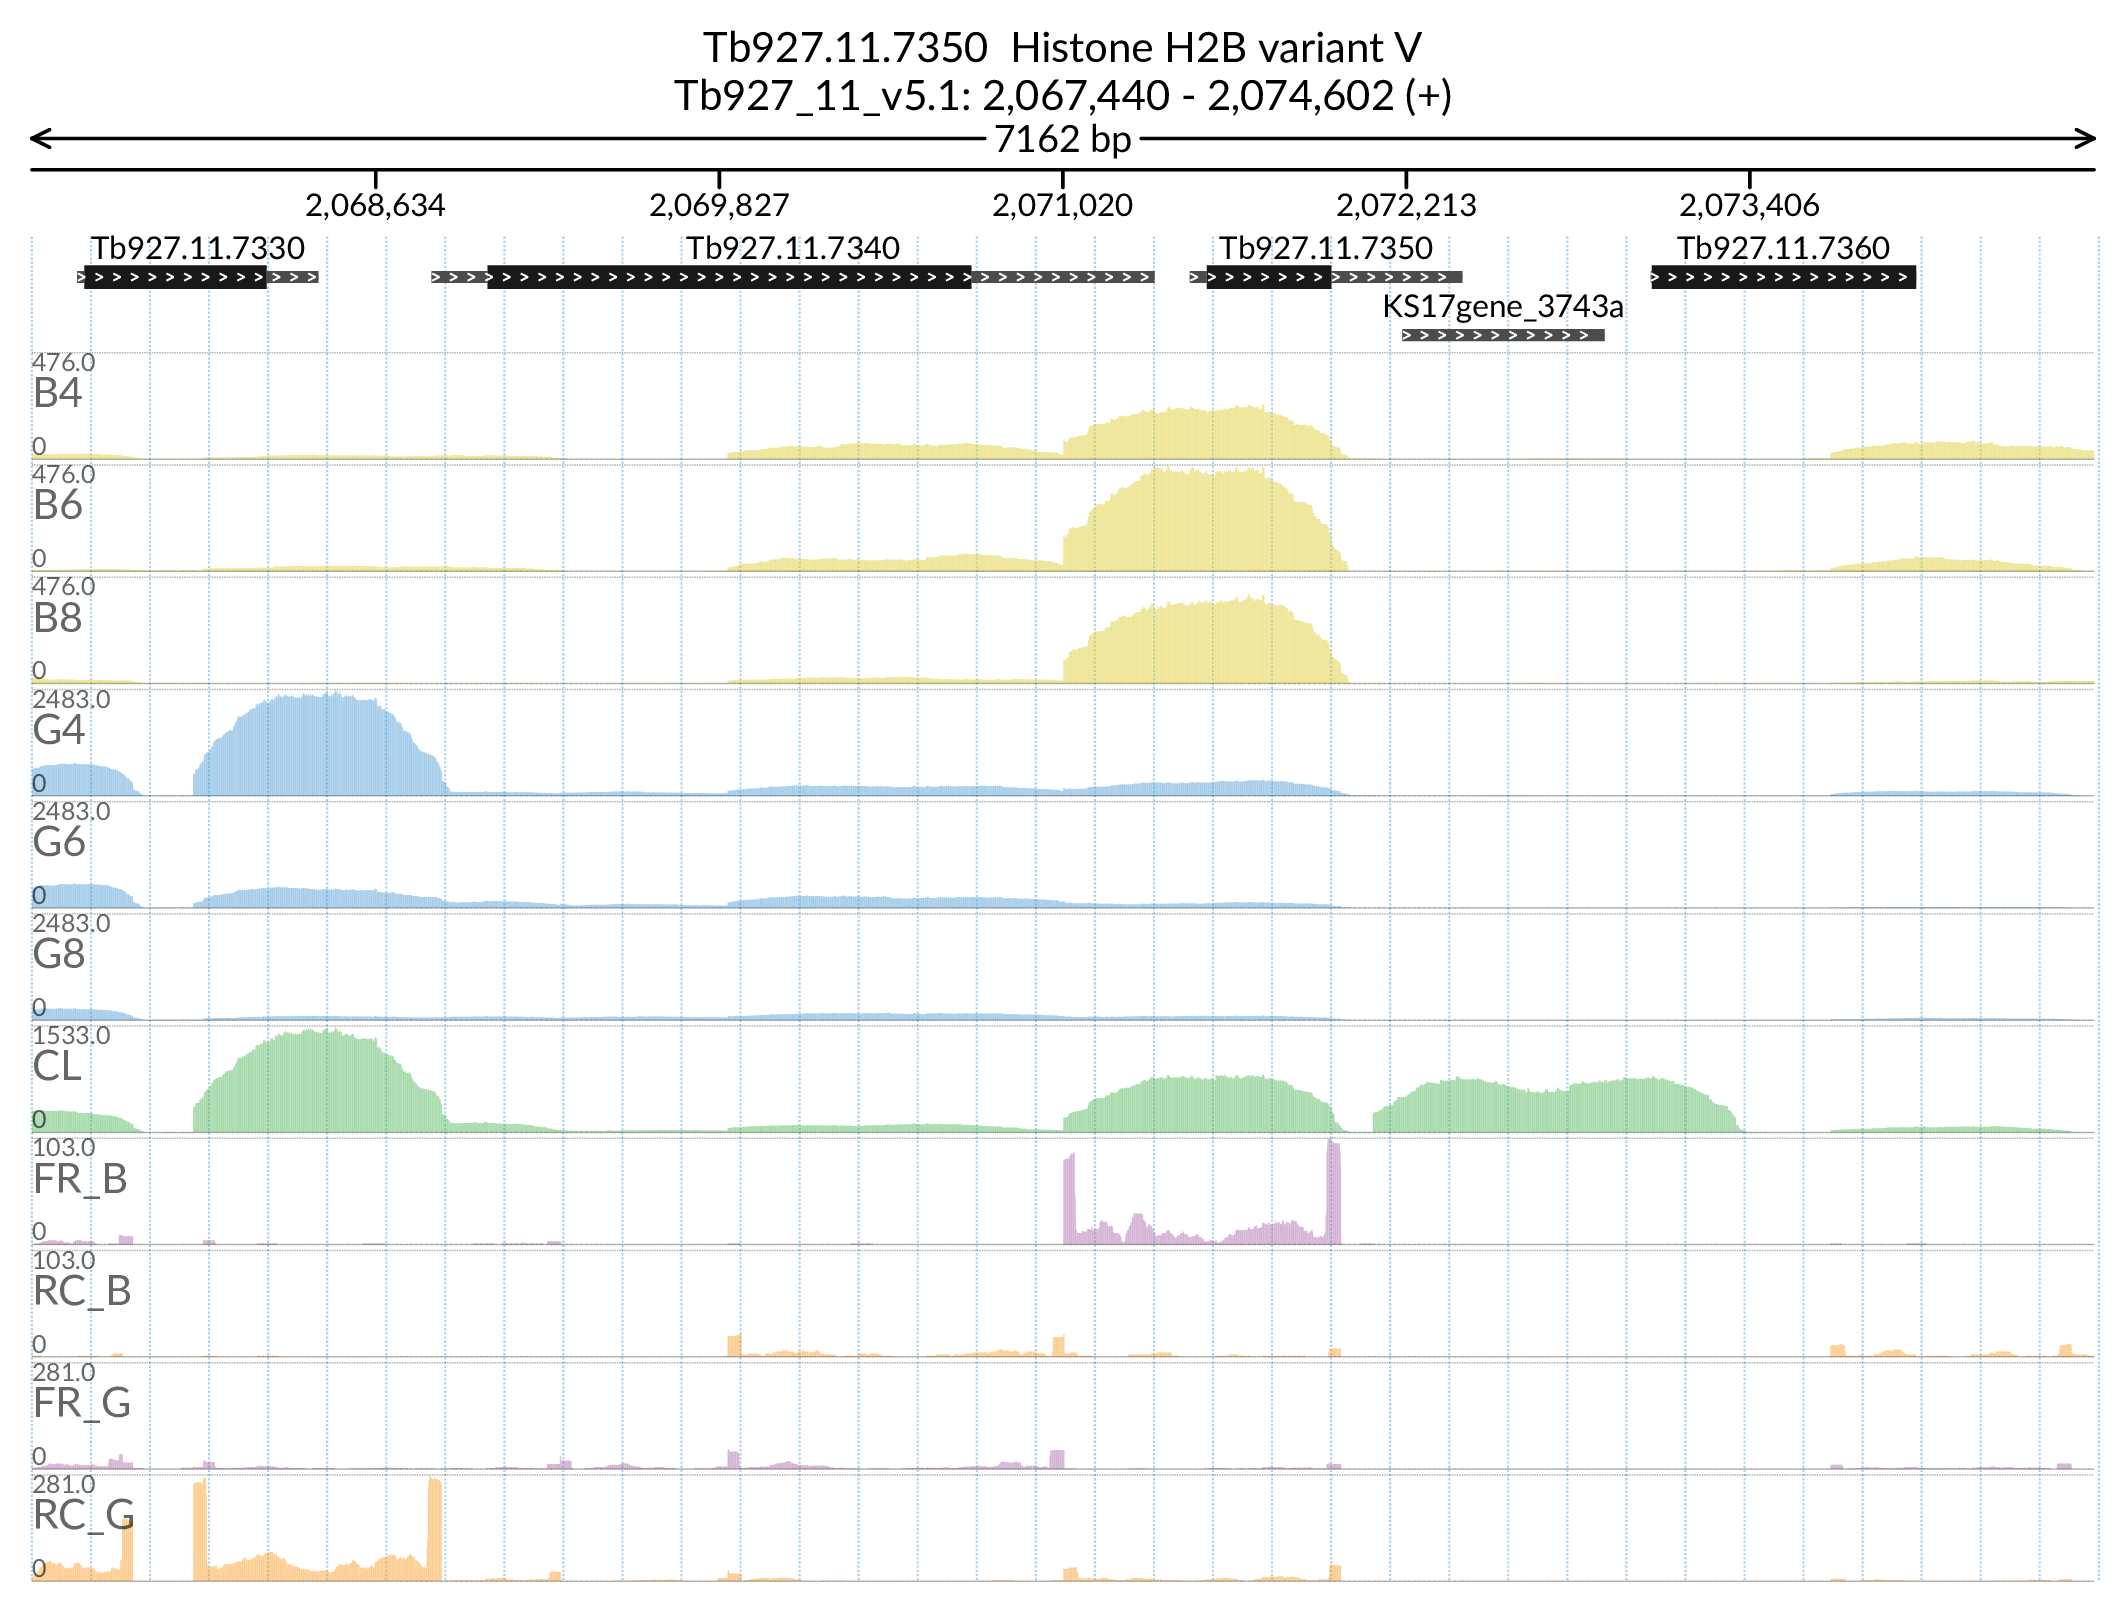 Tb927.11.7350 Histone H2B variant V
Tb927_11_v5.1: 2,067,440 - 2,074,602 (+)
7162 bp
2,068,634 2,069,827 2,071,020 2,072,213 2,073,406
Tb927.11.7330 Tb927.11.7340 Tb927.11.7350 Tb927.11.7360
KS17gene_3743a
476.0
B4
0
476.0
B6
0
476.0
B8
0
2483.0
G4
0
2483.0
G6
0
2483.0
G8
0
1533.0
CL
0
103.0
FR_B
0
103.0
RC_B
0
281.0
FR_G
0
281.0
RC_G
0